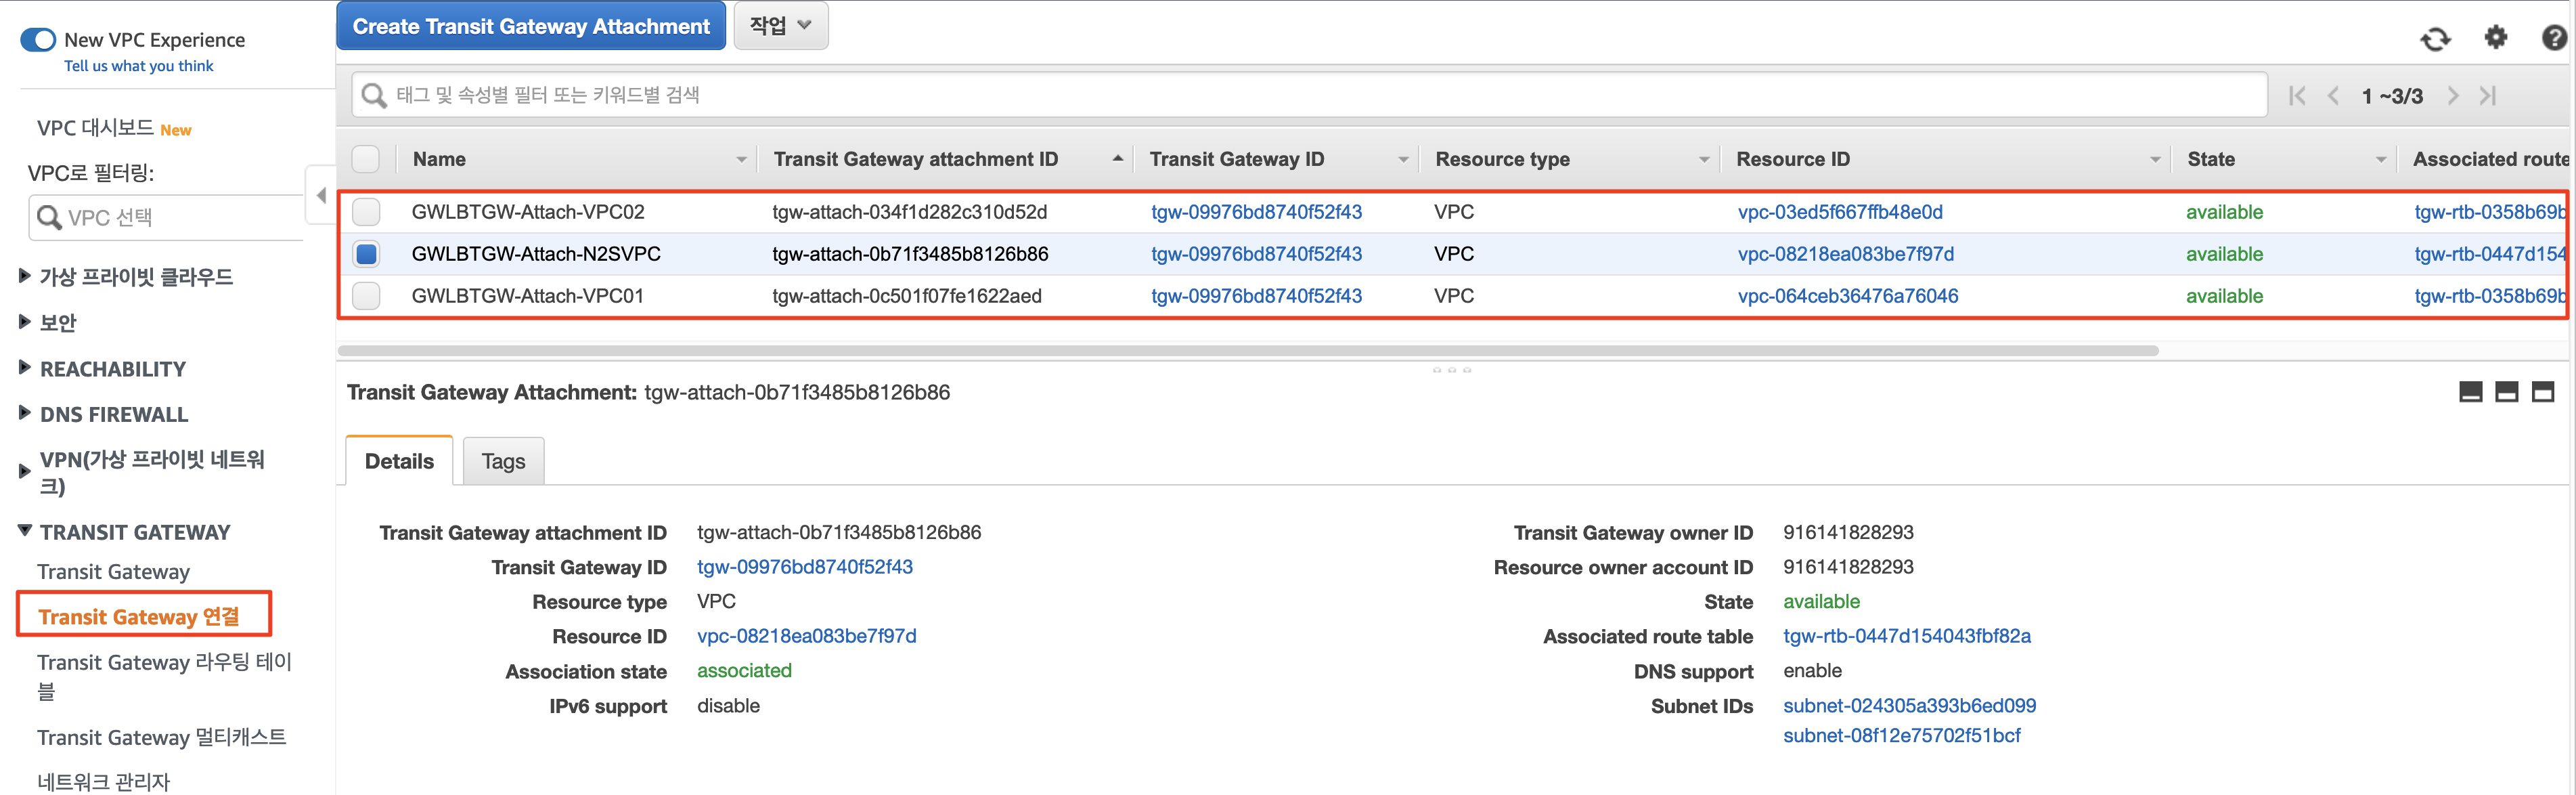 New VPC Experience
Tell us what you think
VPC 대시보드 New
VPC로 필터링:
VPC 선택
가상 프라이빗 클라우드
보안
REACHABILITY
DNS FIREWALL
VPN(가상 프라이빗 네트워
크)
TRANSIT GATEWAY
Transit Gateway
Transit Gateway 연결
Transit Gateway 라우팅 테이
블
Transit Gateway 멀티캐스트
네트워크 관리자
Create Transit Gateway Attachment 작업
태그 및 속성별 필터 또는 키워드별 검색 1 ~3/3
Name Transit Gateway attachment ID Transit Gateway ID Resource type Resource ID State Associated route
GWLBTGW-Attach-VPC02 tgw-attach-034f1d282c310d52d tgw-09976bd8740f52f43 VPC vpc-03ed5f667ffb48e0d available tgw-rtb-0358b69b
GWLBTGW-Attach-N2SVPC tgw-attach-0b71f3485b8126b86 tgw-09976bd8740f52f43 VPC vpc-08218ea083be7f97d available tgw-rtb-0447d154
GWLBTGW-Attach-VPC01 tgw-attach-0c501f07fe1622aed tgw-09976bd8740f52f43 VPC vpc-064ceb36476a76046 available tgw-rtb-0358b69b
Transit Gateway Attachment: tgw-attach-0b71f3485b8126b86
Details Tags
Transit Gateway attachment ID tgw-attach-0b71f3485b8126b86
Transit Gateway ID tgw-09976bd8740f52f43
Resource type VPC
Resource ID vpc-08218ea083be7f97d
Association state associated
IPv6 support disable
Transit Gateway owner ID 916141828293
Resource owner account ID 916141828293
State available
Associated route table tgw-rtb-0447d154043fbf82a
DNS support enable
Subnet IDs subnet-024305a393b6ed099
subnet-08f12e75702f51bcf